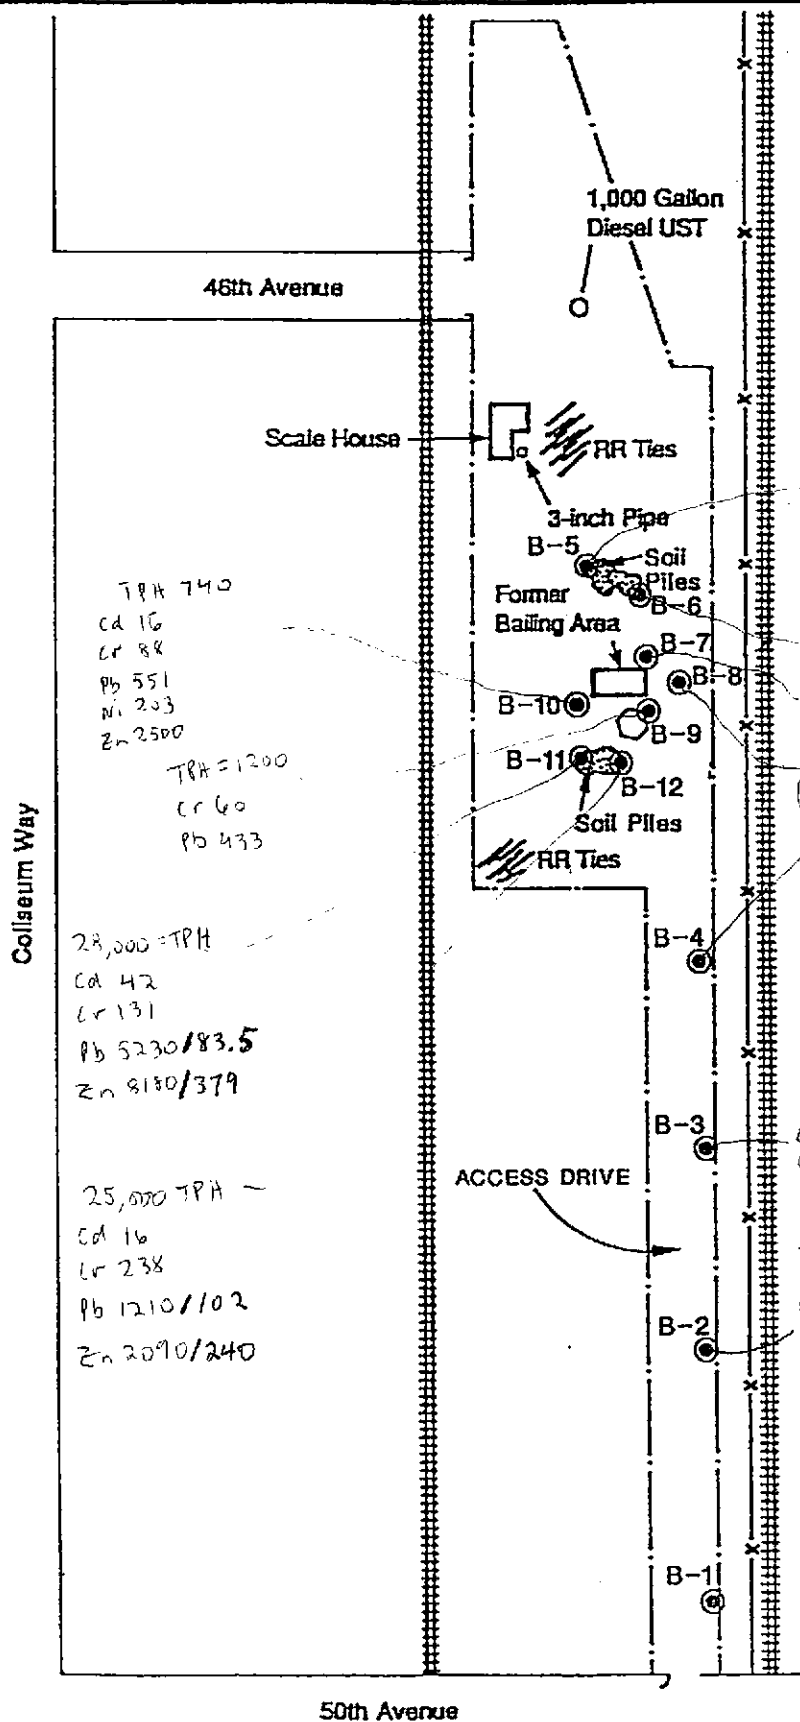 1,000 Gallon
Diesel UST
46th Avenue
Scale House
RR Ties
3-inch Pipe
B-5
Soil
Piles
B-6
Former
Bailing Area
B-7
B-8
B-10
B-9
B-11
B-12
Soil Piles
RR Ties
TPH 740
Cd 16
Cr 88
Pb 551
Ni 203
Zn 2500
TPH = 1200
Cr 60
Pb 433
Coliseum Way
B-4
28,000 = TPH
Cd 42
Cr 131
Pb 5230/83.5
Zn 8180/379
B-3
ACCESS DRIVE
25,000 TPH -
Cd 16
Cr 238
Pb 1210/102
Zn 2090/240
B-2
B-1
50th Avenue